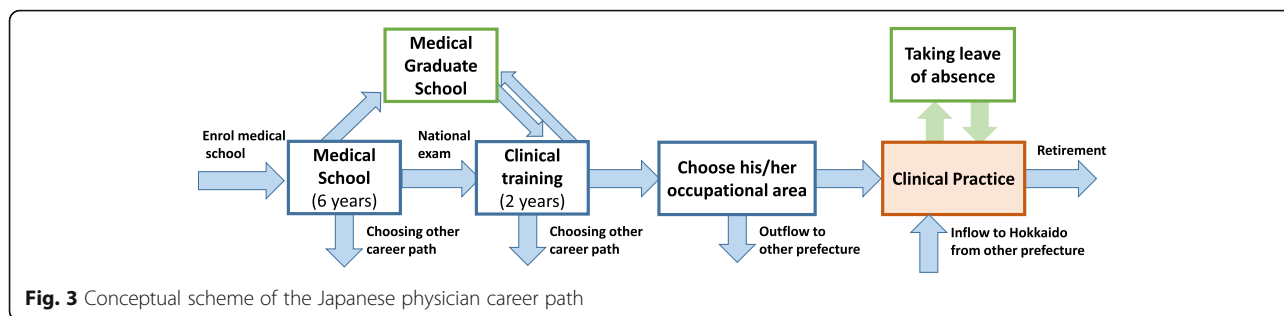 Medical
Graduate
School
Taking leave
of absence
Enrol medical
school
Medical
School
(6 years)
National
exam
Clinical
training
(2 years)
Choose his/her
occupational area
Clinical Practice
Retirement
Choosing other
career path
Choosing other
career path
Outflow to
other prefecture
Inflow to Hokkaido
from other prefecture
Fig. 3 Conceptual scheme of the Japanese physician career path